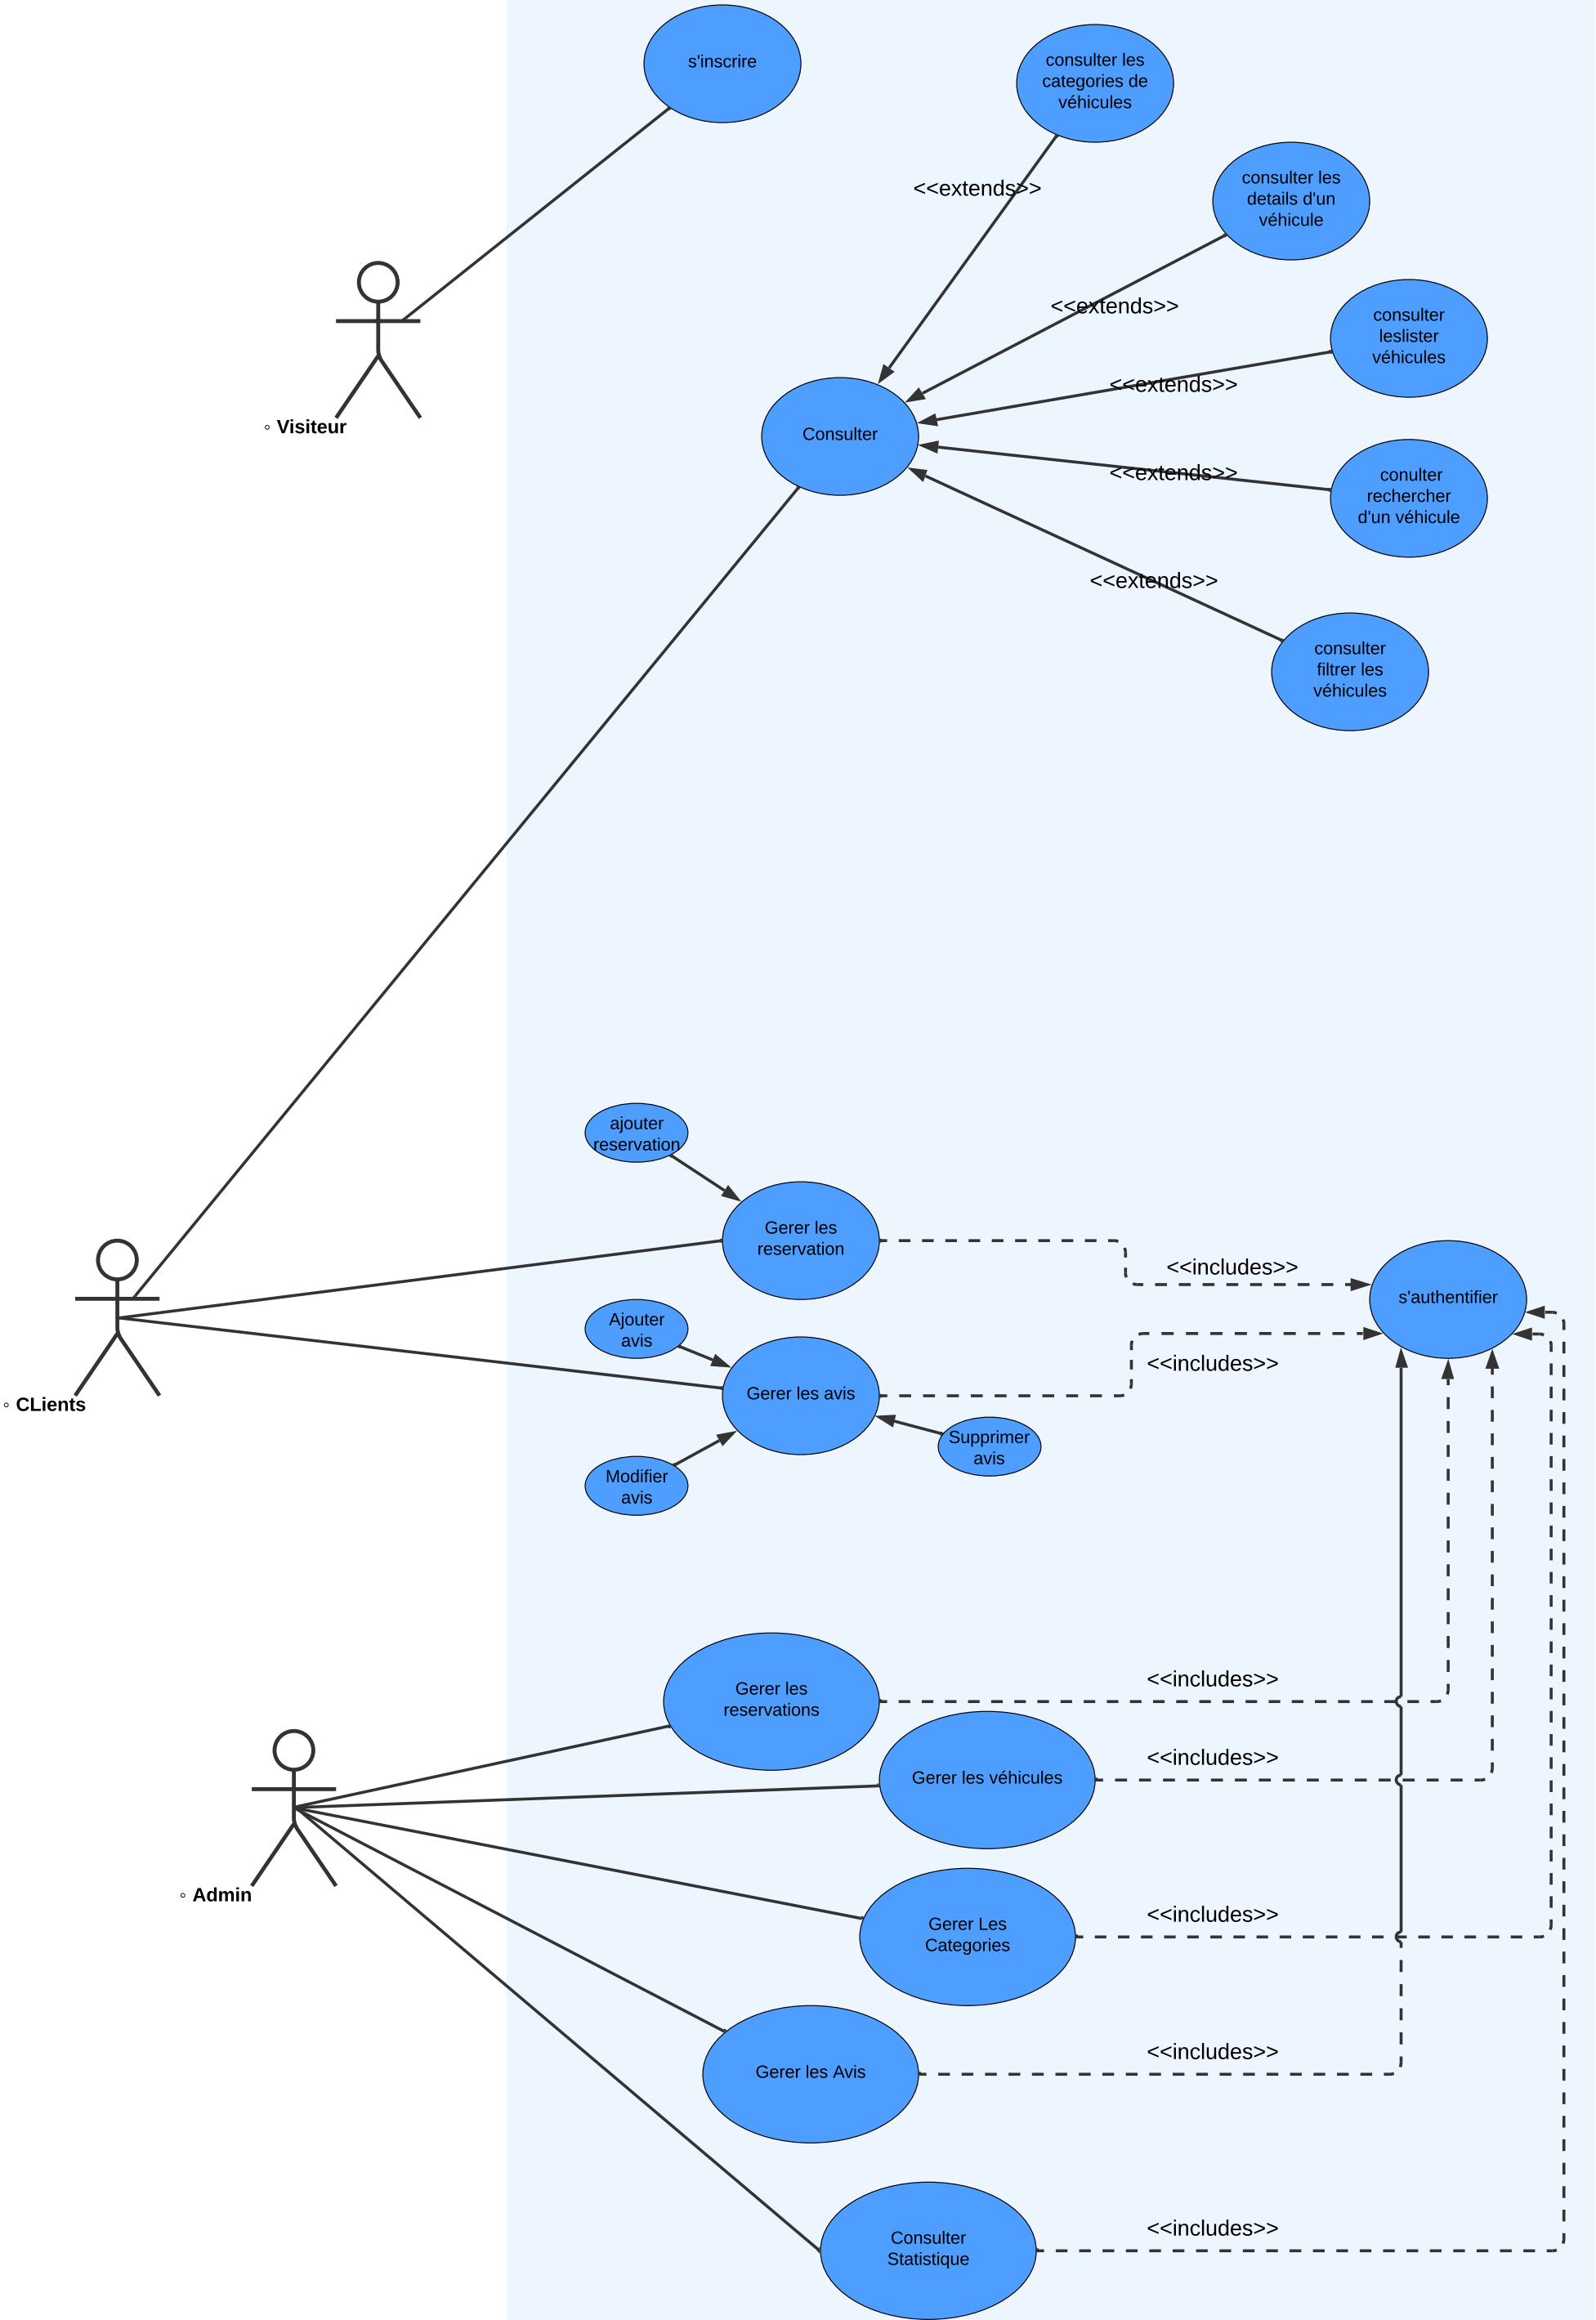 s'inscrire
consulter les
categories de
véhicules
consulter les
details d'un
véhicule
<<extends>>
<<extends>>
consulter
leslister
véhicules
<<extends>>
◦ Visiteur
Consulter
<<extends>>
conulter
rechercher
d'un véhicule
<<extends>>
consulter
filtrer les
véhicules
ajouter
reservation
Gerer les
reservation
<<includes>>
s'authentifier
Ajouter
avis
<<includes>>
◦ CLients
Gerer les avis
Supprimer
avis
Modifier
avis
Gerer les
reservations
<<includes>>
Gerer les véhicules
<<includes>>
◦ Admin
Gerer Les
Categories
<<includes>>
Gerer les Avis
<<includes>>
Consulter
Statistique
<<includes>>